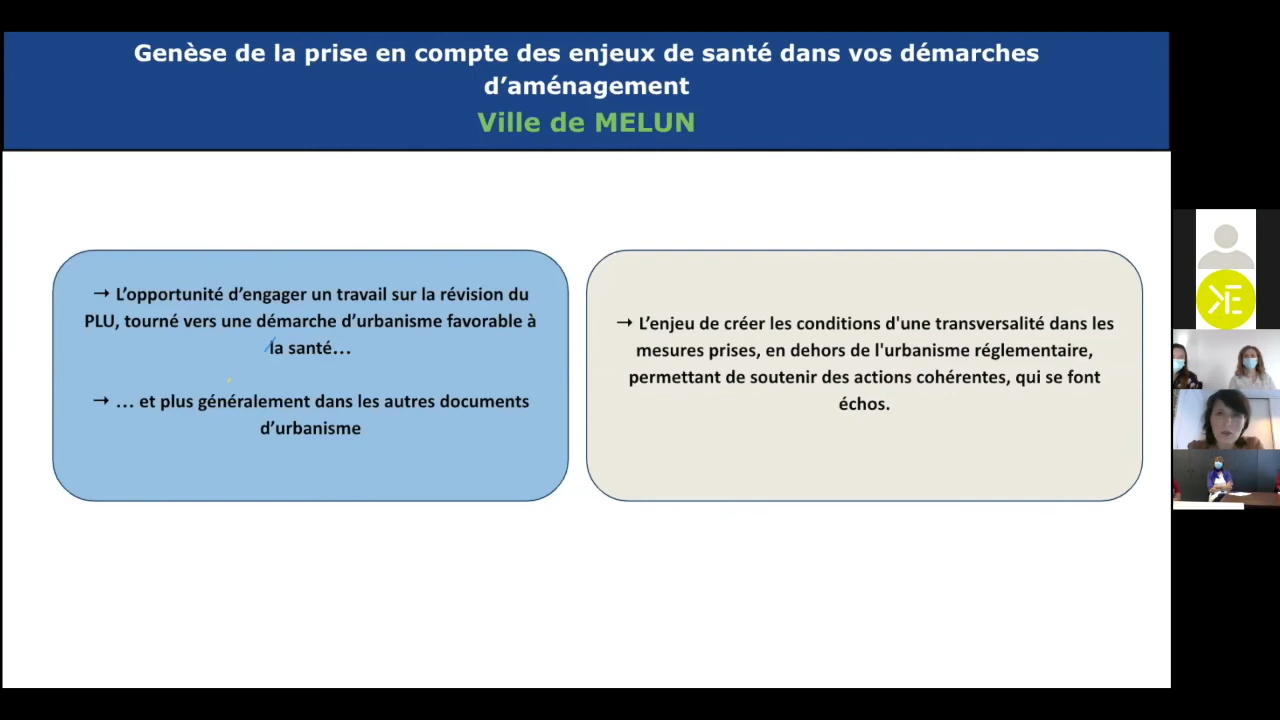 Genèse de la prise en compte des enjeux de santé dans vos démarches
d’aménagement
Ville de MELUN
→ L’opportunité d’engager un travail sur la révision du
PLU, tourné vers une démarche d’urbanisme favorable à
la santé…
→ … et plus généralement dans les autres documents
d’urbanisme
→ L’enjeu de créer les conditions d'une transversalité dans les
mesures prises, en dehors de l'urbanisme réglementaire,
permettant de soutenir des actions cohérentes, qui se font
échos.